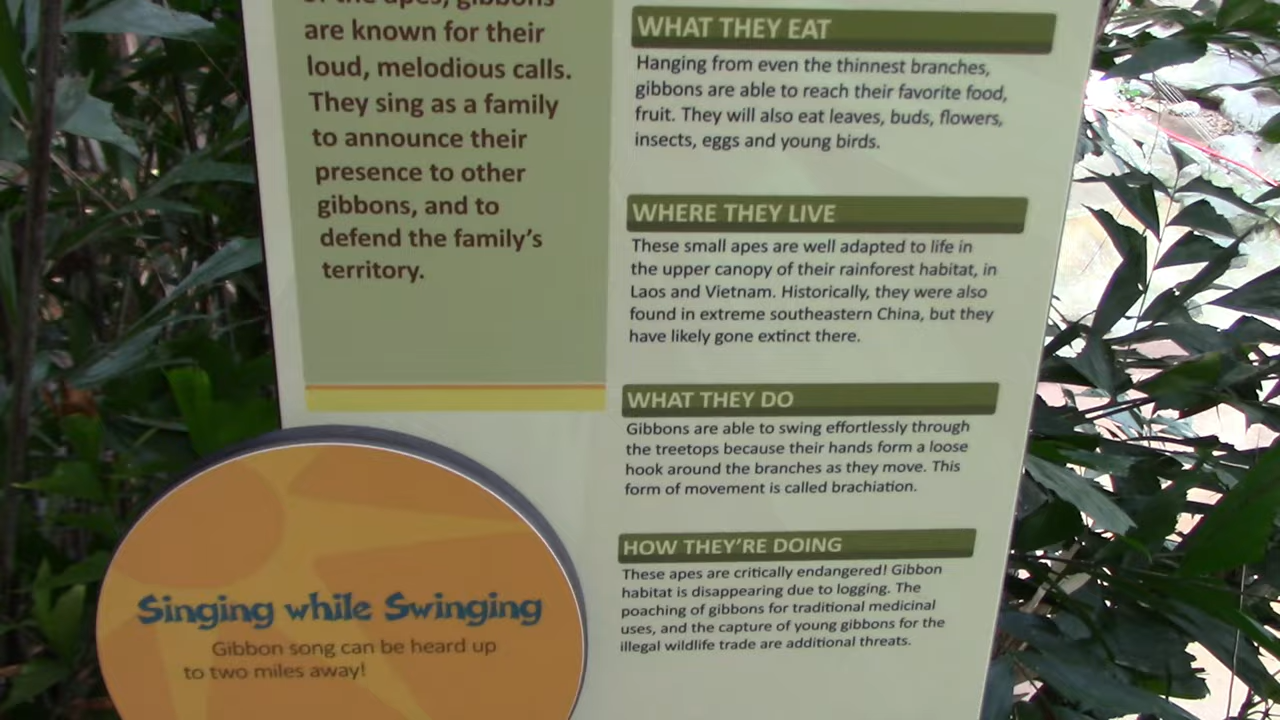 of the apes, gibbons
are known for their
loud, melodious calls.
They sing as a family
to announce their
presence to other
gibbons, and to
defend the family's
territory.
Singing while Swinging
Gibbon song can be heard up
to two miles away!
WHAT THEY EAT
Hanging from even the thinnest branches,
gibbons are able to reach their favorite food,
fruit. They will also eat leaves, buds, flowers,
insects, eggs and young birds.
WHERE THEY LIVE
These small apes are well adapted to life in
the upper canopy of their rainforest habitat, in
Laos and Vietnam. Historically, they were also
found in extreme southeastern China, but they
have likely gone extinct there.
WHAT THEY DO
Gibbons are able to swing effortlessly through
the treetops because their hands form a loose
hook around the branches as they move. This
form of movement is called brachiation.
HOW THEY'RE DOING
These apes are critically endangered! Gibbon
habitat is disappearing due to logging. The
poaching of gibbons for traditional medicinal
uses, and the capture of young gibbons for the
illegal wildlife trade are additional threats.